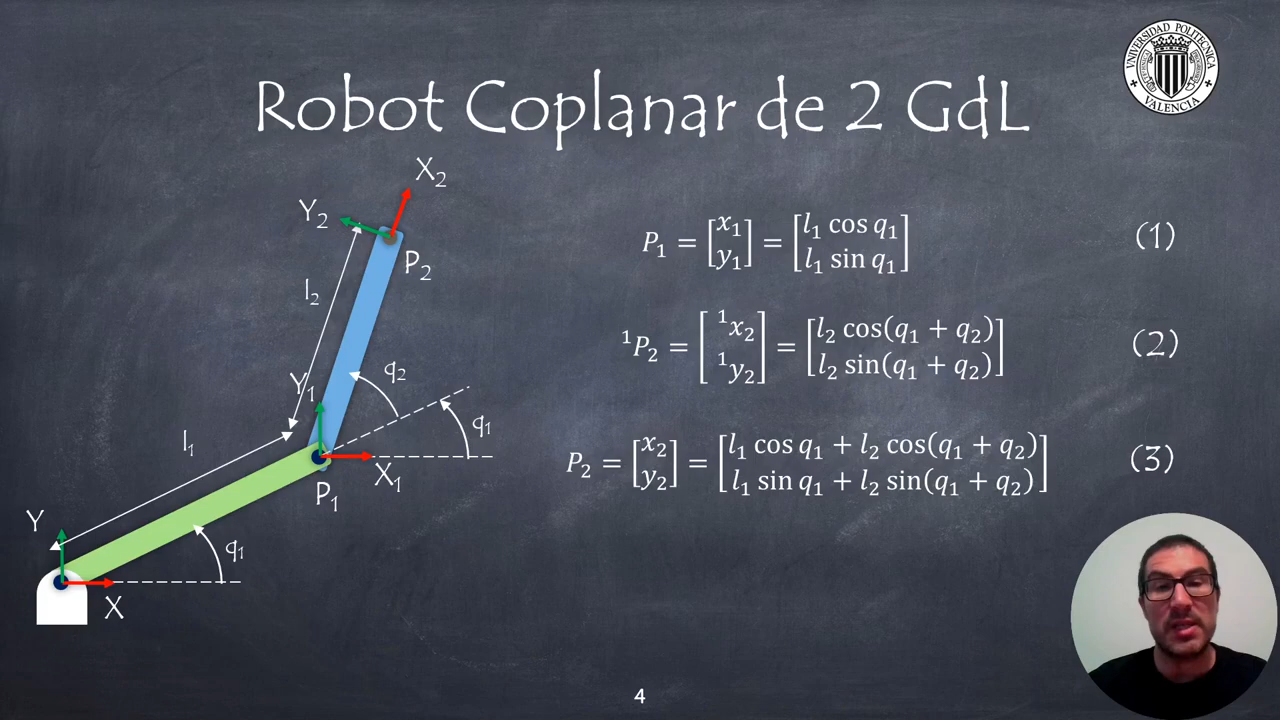 Robot Coplanar de 2 GdL
UNIVERSIDAD POLITECNICA
VALENCIA
X₂
Y₂
P₂
l₂
Y₁
q₂
q₁
l₁
X₁
P₁
Y
q₁
X
P₁ = [x₁ y₁] = [l₁ cos q₁ l₁ sin q₁] (1)
¹P₂ = [¹x₂ ¹y₂] = [l₂ cos(q₁ + q₂) l₂ sin(q₁ + q₂)] (2)
P₂ = [x₂ y₂] = [l₁ cos q₁ + l₂ cos(q₁ + q₂) l₁ sin q₁ + l₂ sin(q₁ + q₂)] (3)
4